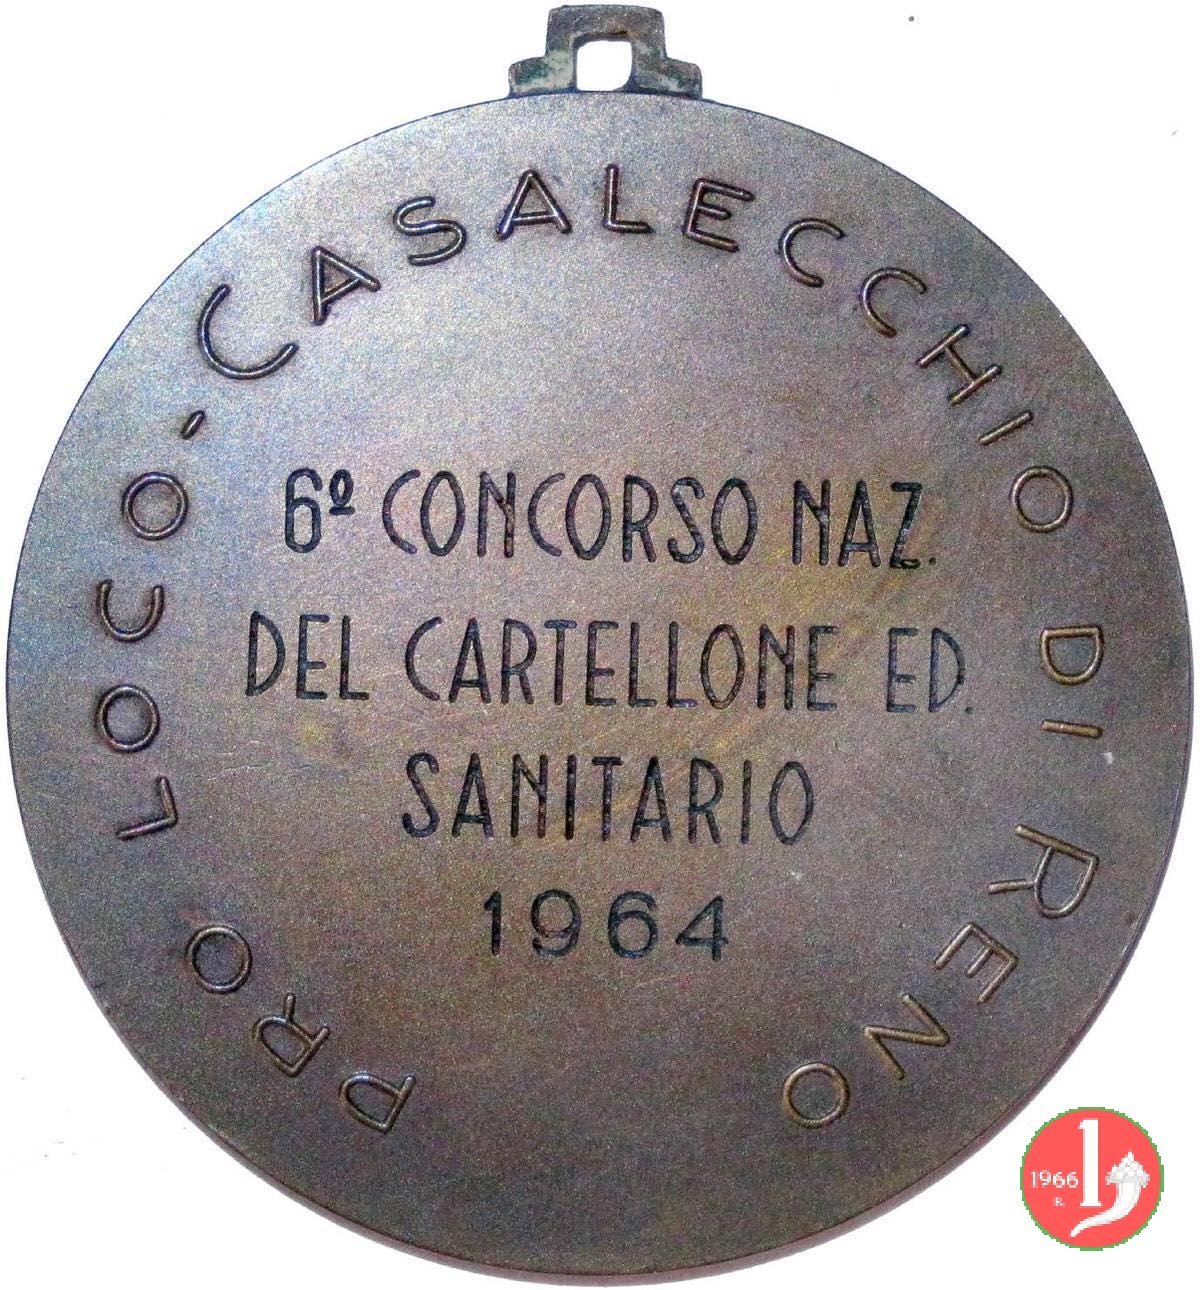 PRO LOCO - CASALECCHIO DI RENO
6º CONCORSO NAZ.
DEL CARTELLONE ED.
SANITARIO
1964
1966
R.